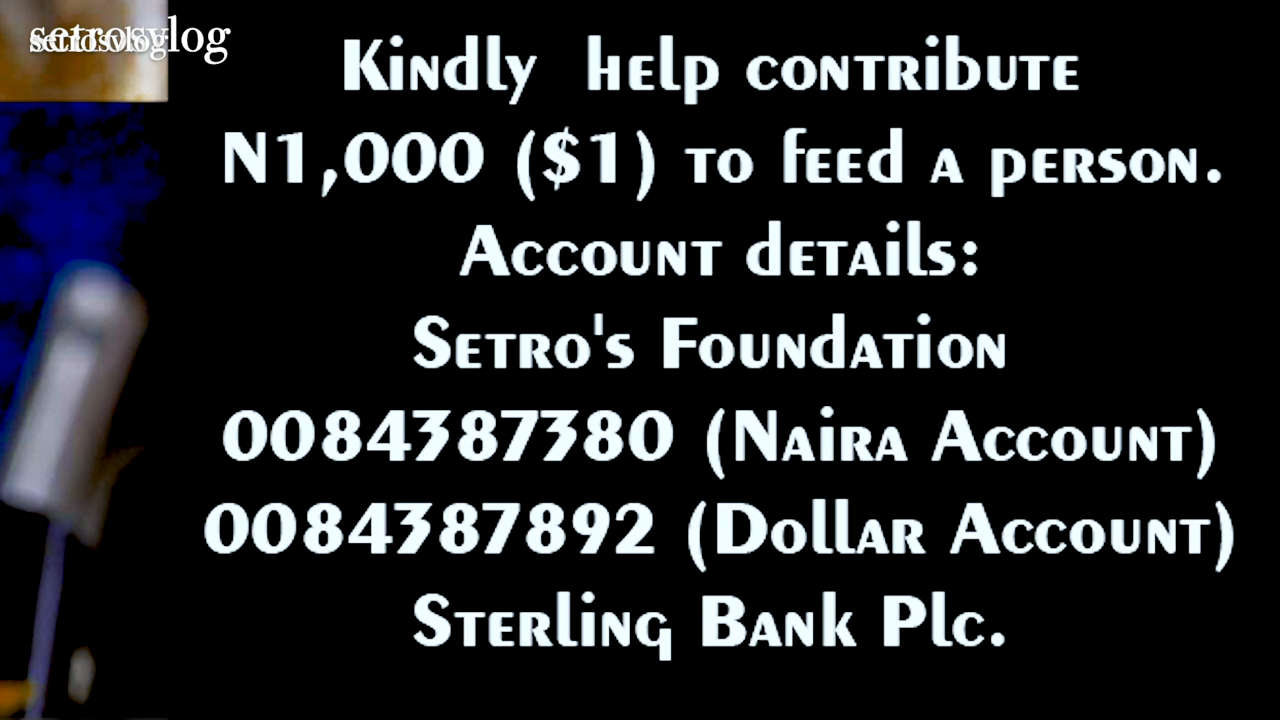 setrosvlog
setrosvlog
Kindly help contribute
N1,000 ($1) to feed a person.
Account details:
Setro's Foundation
0084387380 (Naira Account)
0084387892 (Dollar Account)
Sterling Bank Plc.